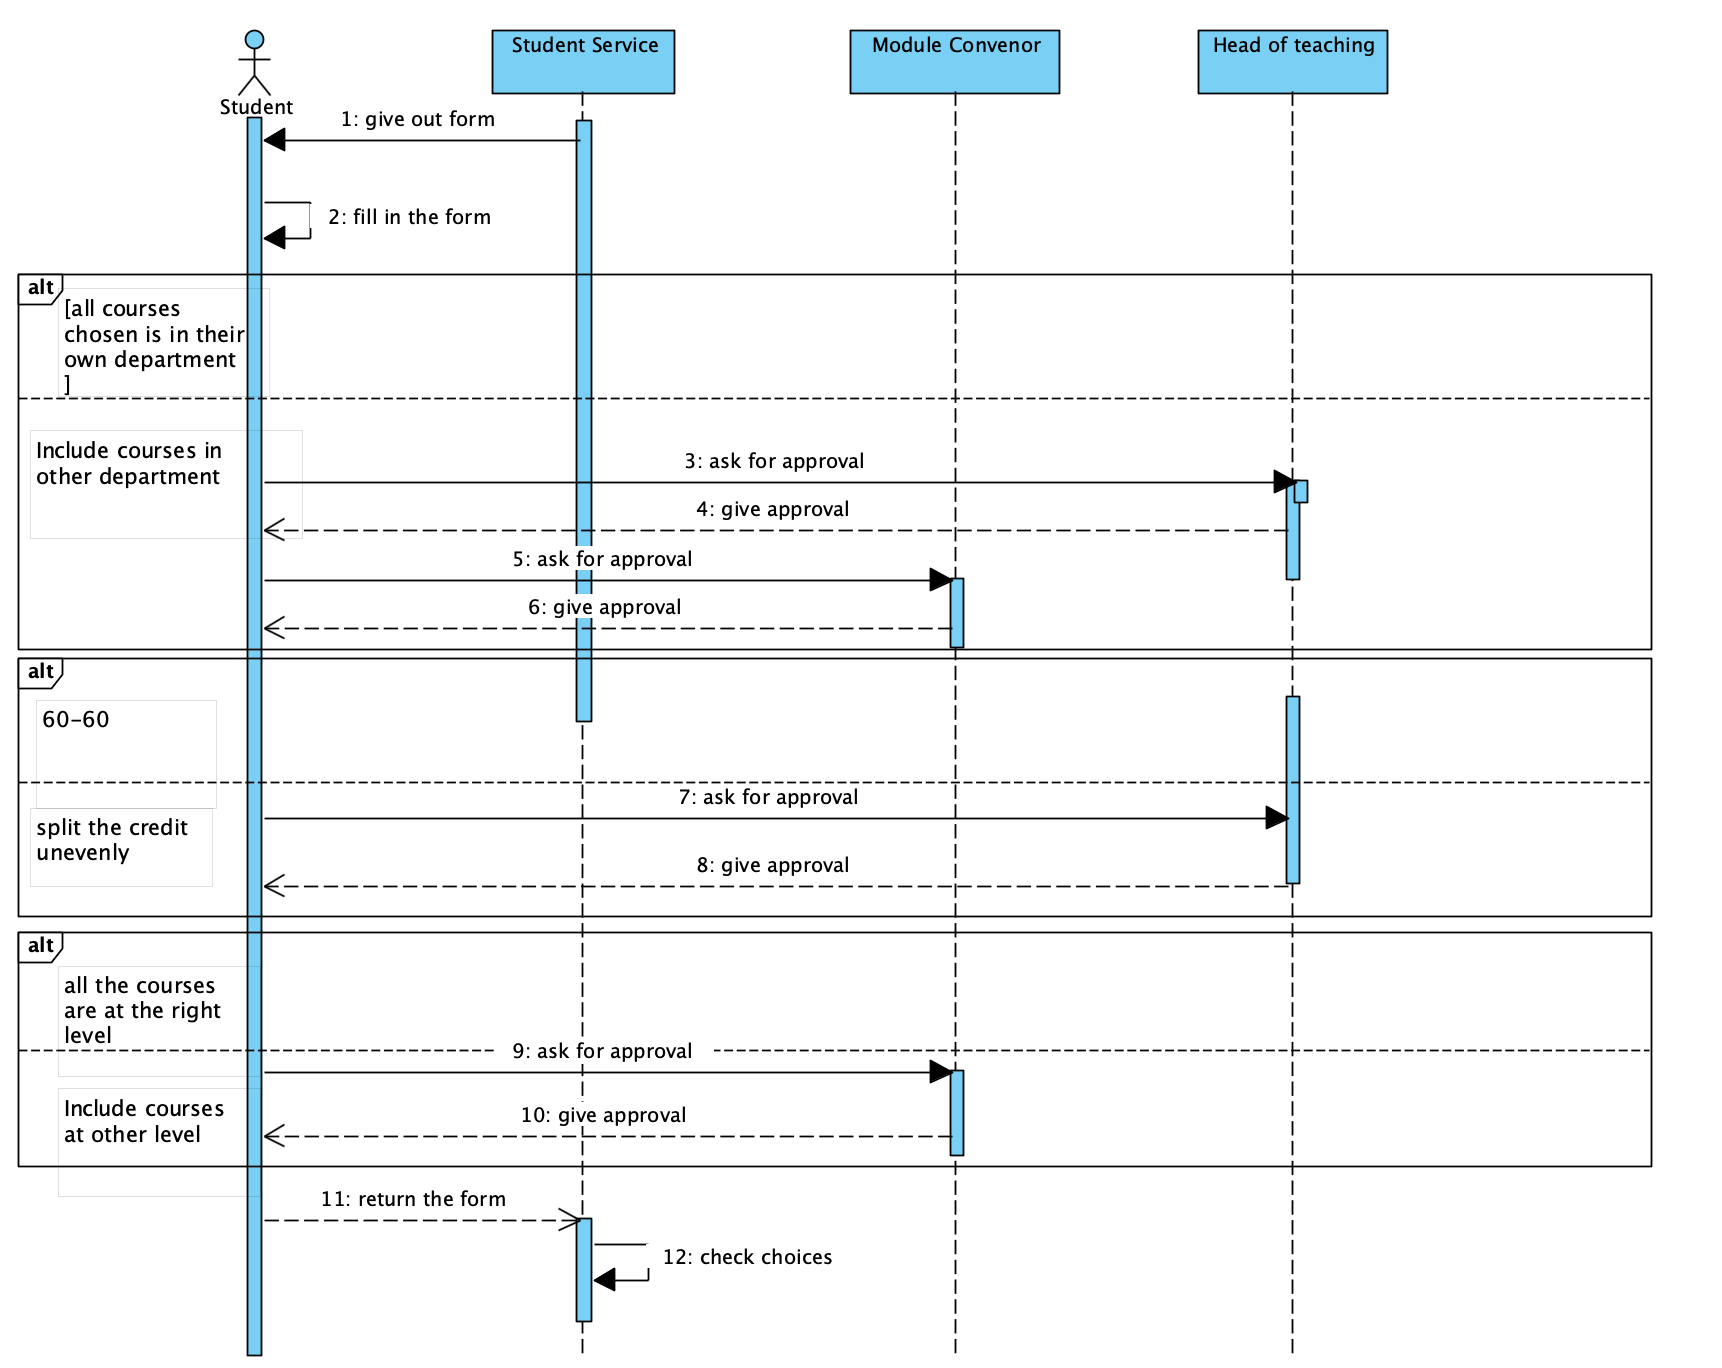 Student
Student Service
Module Convenor
Head of teaching
1: give out form
2: fill in the form
alt
[all courses
chosen is in their
own department
]
Include courses in
other department
3: ask for approval
4: give approval
5: ask for approval
6: give approval
alt
60-60
7: ask for approval
split the credit
unevenly
8: give approval
alt
all the courses
are at the right
level
9: ask for approval
Include courses
at other level
10: give approval
11: return the form
12: check choices